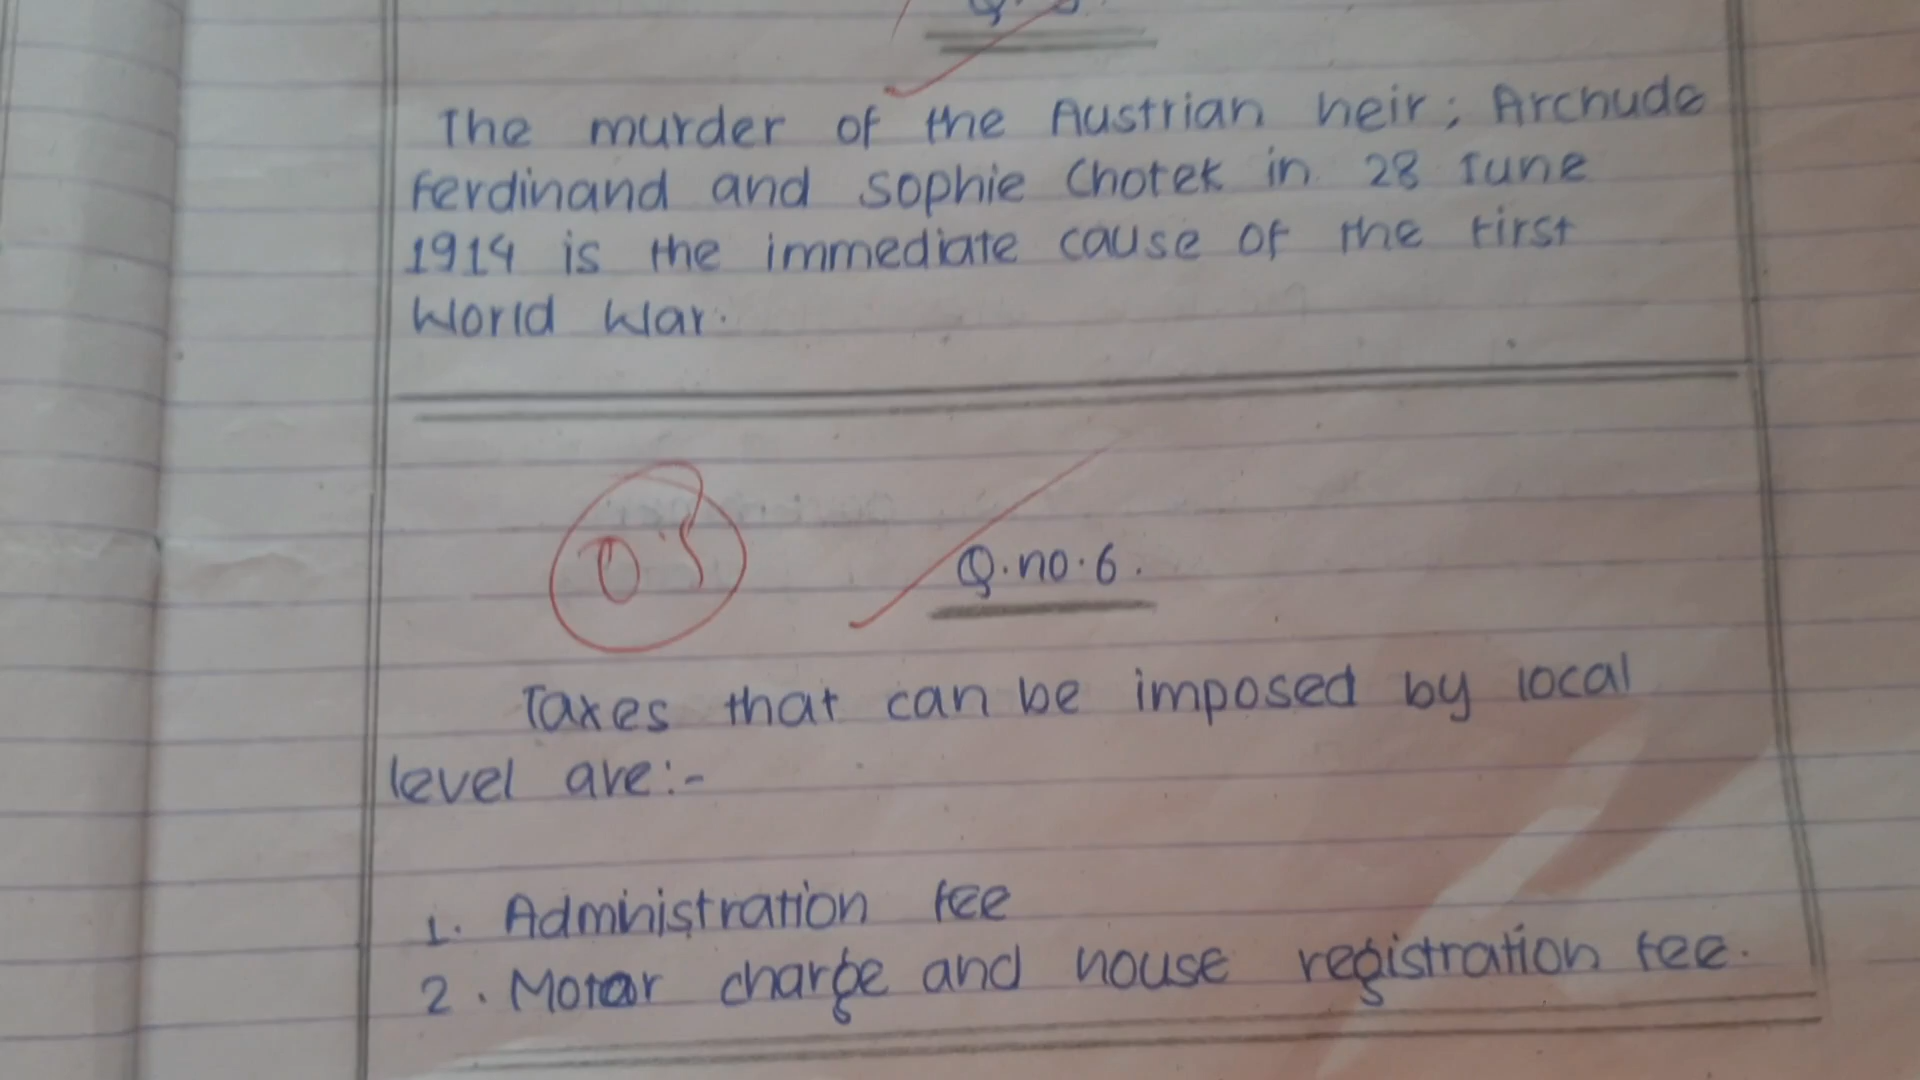 The murder of the Austrian heir; Archude
Ferdinand and Sophie Chotek in 28 June
1914 is the immediate cause of the First
World War.
Q.no.6.
Taxes that can be imposed by local
level are:-
1. Administration fee
2. Motor charge and house registration fee.